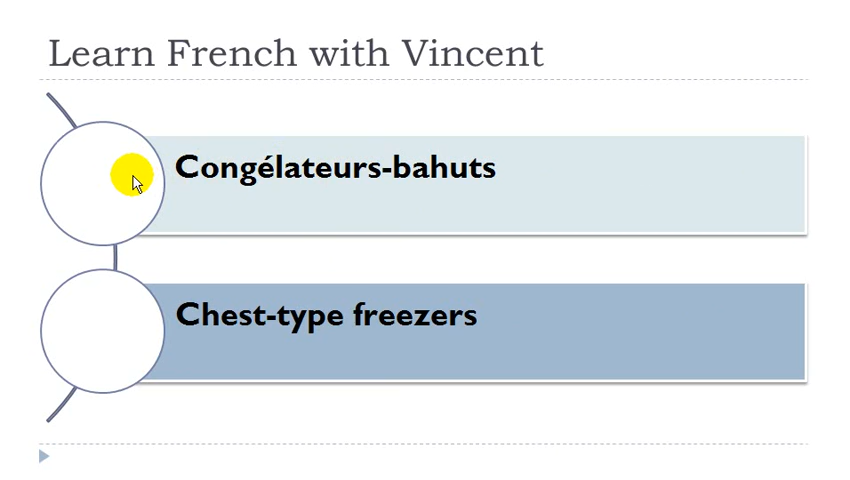 Learn French with Vincent
Congélateurs-bahuts
Chest-type freezers